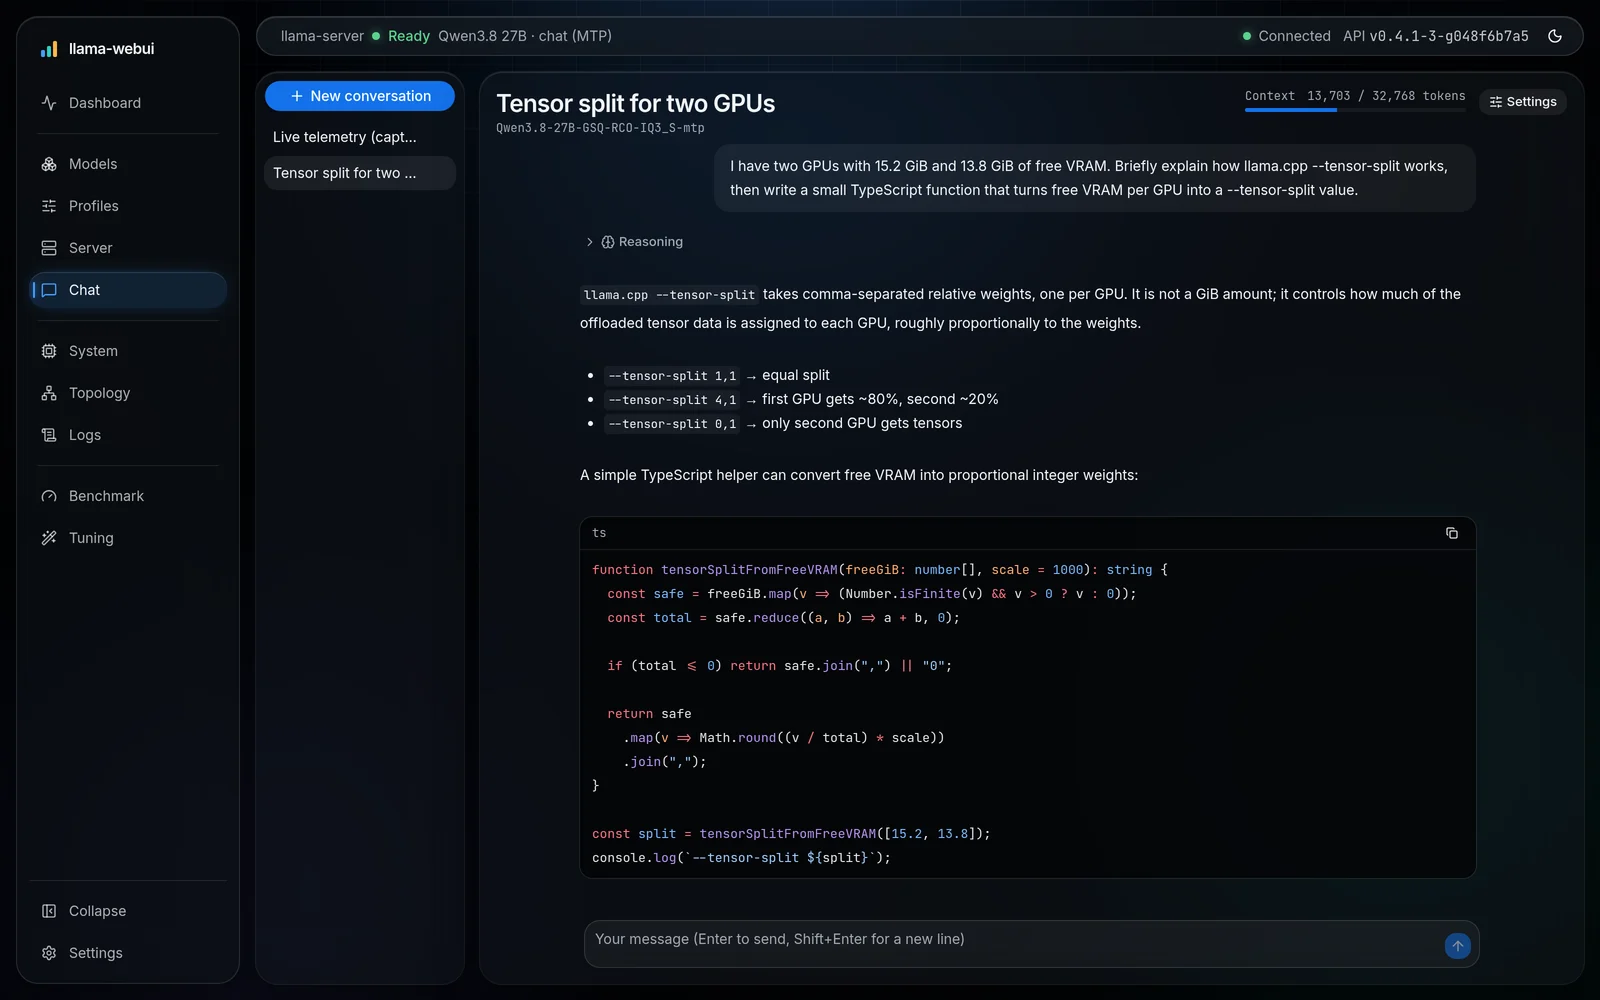 llama-webui
Dashboard
Models
Profiles
Server
Chat
System
Topology
Logs
Benchmark
Tuning
Collapse
Settings
llama-server Ready Qwen3.8 27B · chat (MTP)
Connected API v0.4.1-3-g048f6b7a5
+ New conversation
Live telemetry (capt...
Tensor split for two ...
Tensor split for two GPUs
Qwen3.8-27B-GSQ-RCO-IQ3_S-mtp
Context 13,703 / 32,768 tokens
Settings
I have two GPUs with 15.2 GiB and 13.8 GiB of free VRAM. Briefly explain how llama.cpp --tensor-split works,
then write a small TypeScript function that turns free VRAM per GPU into a --tensor-split value.
Reasoning
llama.cpp --tensor-split takes comma-separated relative weights, one per GPU. It is not a GiB amount; it controls how much of the
offloaded tensor data is assigned to each GPU, roughly proportionally to the weights.
• --tensor-split 1,1 → equal split
• --tensor-split 4,1 → first GPU gets ~80%, second ~20%
• --tensor-split 0,1 → only second GPU gets tensors
A simple TypeScript helper can convert free VRAM into proportional integer weights:
ts
function tensorSplitFromFreeVRAM(freeGiB: number[], scale = 1000): string {
  const safe = freeGiB.map(v => (Number.isFinite(v) && v > 0 ? v : 0));
  const total = safe.reduce((a, b) => a + b, 0);
  if (total <= 0) return safe.join(",") || "0";
  return safe
    .map(v => Math.round((v / total) * scale))
    .join(",");
}
const split = tensorSplitFromFreeVRAM([15.2, 13.8]);
console.log(`--tensor-split ${split}`);
Your message (Enter to send, Shift+Enter for a new line)